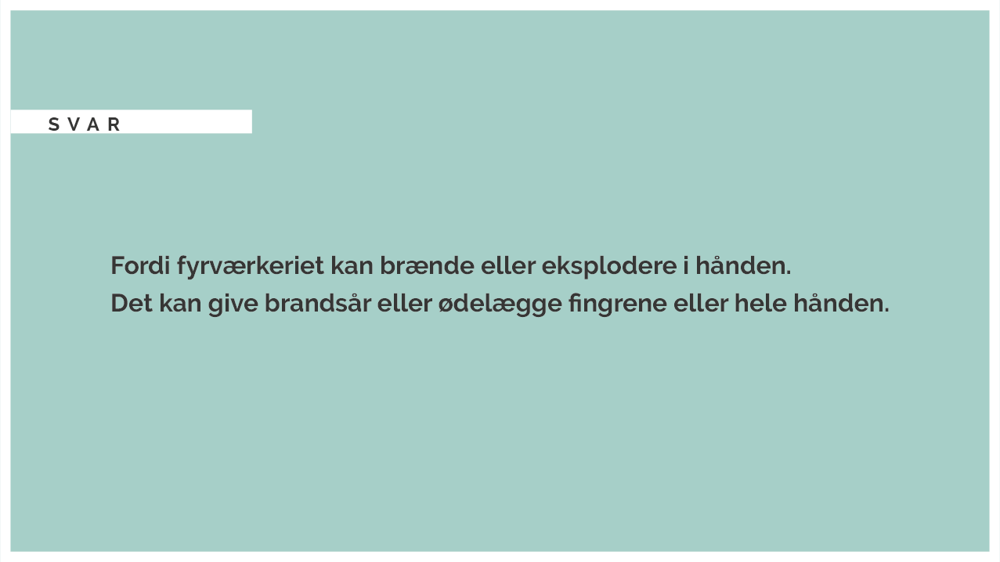 SVAR
Fordi fyrværkeriet kan brænde eller eksplodere i hånden.
Det kan give brandsår eller ødelægge fingrene eller hele hånden.